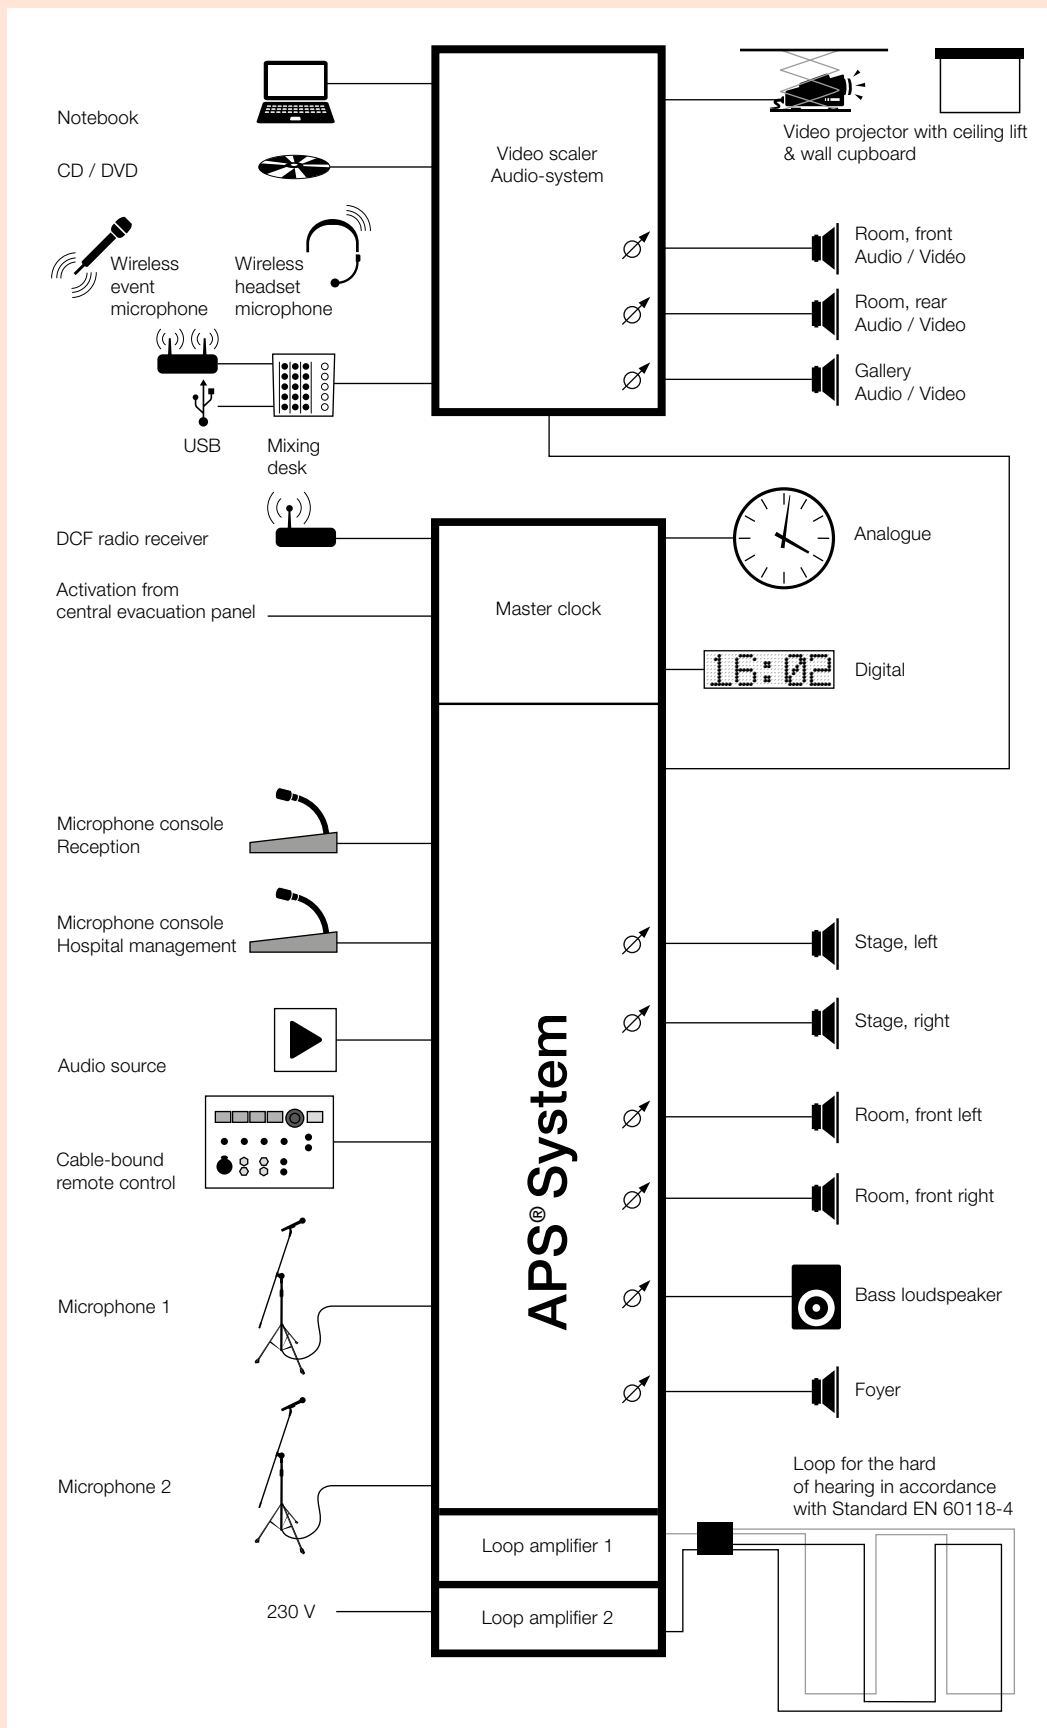 Notebook
CD / DVD
Wireless
event
microphone
Wireless
headset
microphone
USB
Mixing
desk
Video scaler
Audio-system
Video projector with ceiling lift
& wall cupboard
Room, front
Audio / Vidéo
Room, rear
Audio / Video
Gallery
Audio / Video
DCF radio receiver
Activation from
central evacuation panel
Master clock
Analogue
16:02
Digital
Microphone console
Reception
Microphone console
Hospital management
Audio source
Cable-bound
remote control
Microphone 1
Microphone 2
230 V
APS® System
Stage, left
Stage, right
Room, front left
Room, front right
Bass loudspeaker
Foyer
Loop for the hard
of hearing in accordance
with Standard EN 60118-4
Loop amplifier 1
Loop amplifier 2